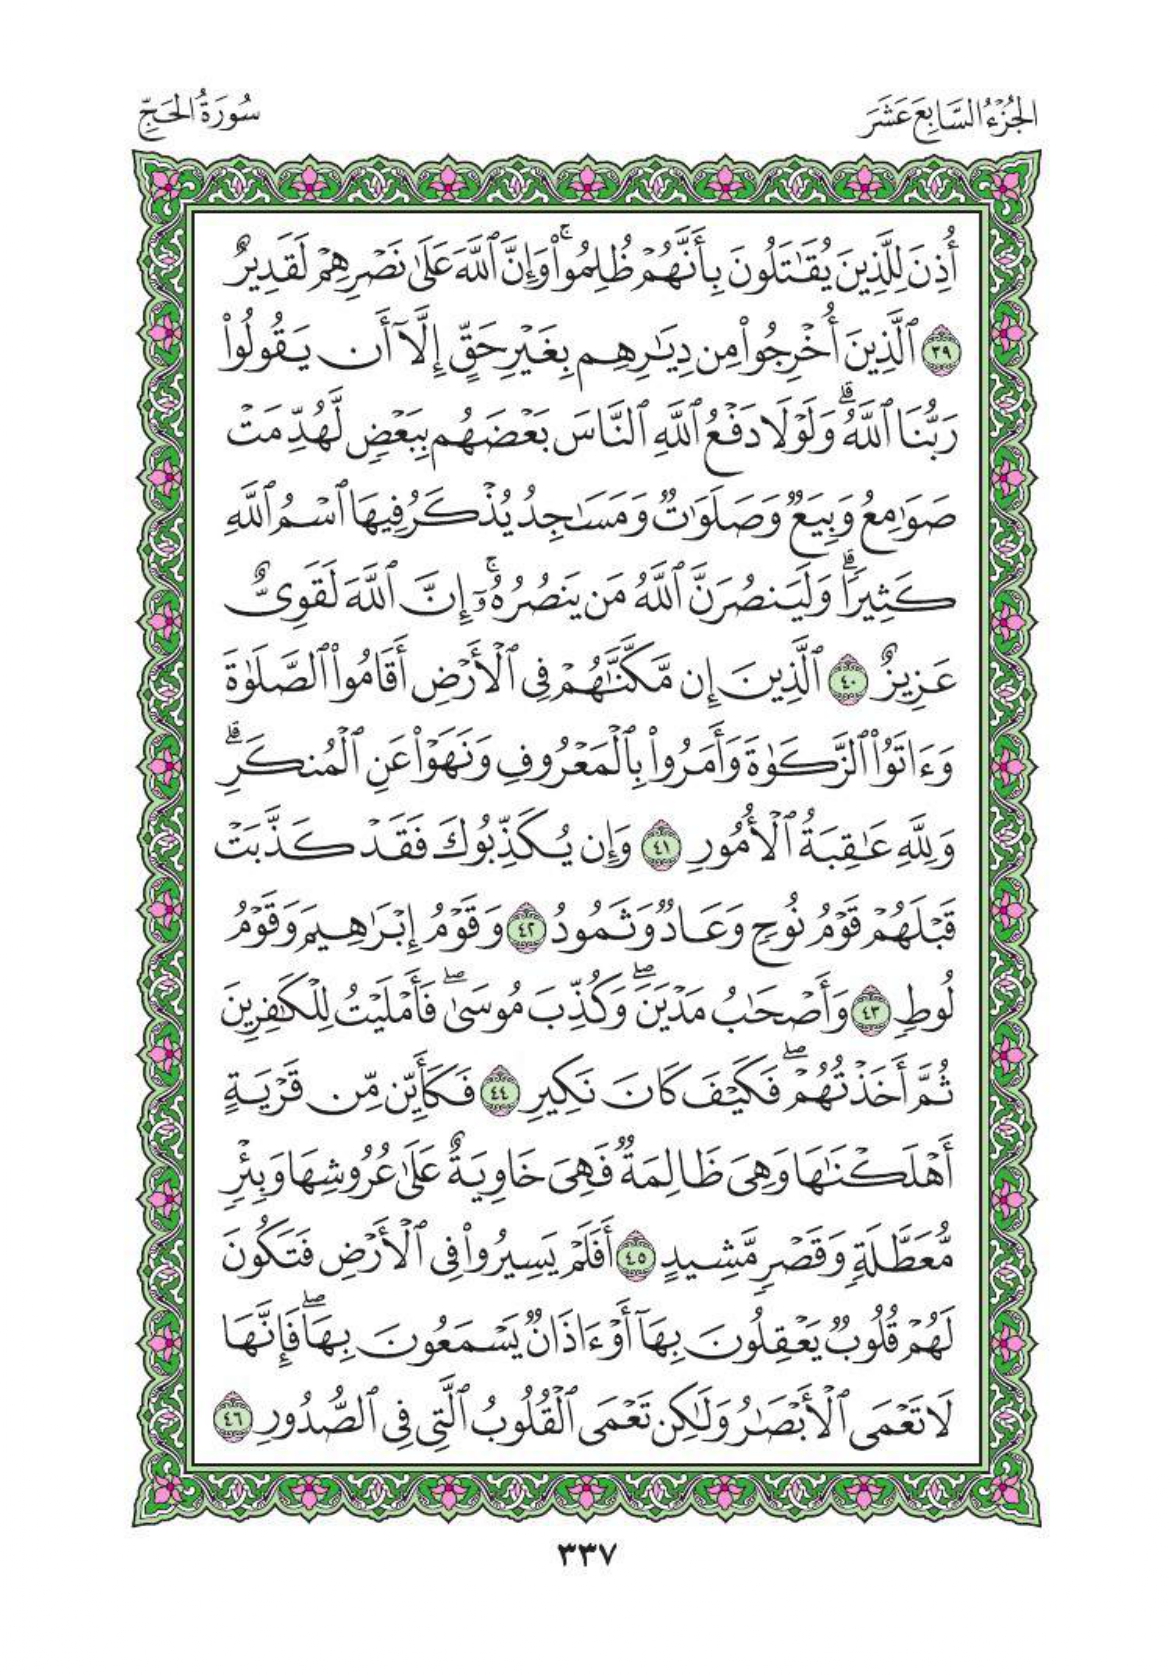 الجُزْءُ السَّابِعَ عَشَرَ
سُورَةُ الحَجِّ
أُذِنَ لِلَّذِينَ يُقَٰتَلُونَ بِأَنَّهُمْ ظُلِمُوا۟ ۚ وَإِنَّ ٱللَّهَ عَلَىٰ نَصْرِهِمْ لَقَدِيرٌ
٣٩ ٱلَّذِينَ أُخْرِجُوا۟ مِن دِيَٰرِهِم بِغَيْرِ حَقٍّ إِلَّآ أَن يَقُولُوا۟
رَبُّنَا ٱللَّهُ ۗ وَلَوْلَا دَفْعُ ٱللَّهِ ٱلنَّاسَ بَعْضَهُم بِبَعْضٍ لَّهُدِّمَتْ
صَوَٰمِعُ وَبِيَعٌ وَصَلَوَٰتٌ وَمَسَٰجِدُ يُذْكَرُ فِيهَا ٱسْمُ ٱللَّهِ
كَثِيرًا ۗ وَلَيَنصُرَنَّ ٱللَّهُ مَن يَنصُرُهُۥٓ ۚ إِنَّ ٱللَّهَ لَقَوِىٌّ
عَزِيزٌ ٤٠ ٱلَّذِينَ إِن مَّكَّنَّٰهُمْ فِى ٱلْأَرْضِ أَقَامُوا۟ ٱلصَّلَوٰةَ
وَءَاتَوُا۟ ٱلزَّكَوٰةَ وَأَمَرُوا۟ بِٱلْمَعْرُوفِ وَنَهَوْا۟ عَنِ ٱلْمُنكَرِ ۗ
وَلِلَّهِ عَٰقِبَةُ ٱلْأُمُورِ ٤١ وَإِن يُكَذِّبُوكَ فَقَدْ كَذَّبَتْ
قَبْلَهُمْ قَوْمُ نُوحٍ وَعَادٌ وَثَمُودُ ٤٢ وَقَوْمُ إِبْرَٰهِيمَ وَقَوْمُ
لُوطٍ ٤٣ وَأَصْحَٰبُ مَدْيَنَ ۖ وَكُذِّبَ مُوسَىٰ ۖ فَأَمْلَيْتُ لِلْكَٰفِرِينَ
ثُمَّ أَخَذْتُهُمْ ۖ فَكَيْفَ كَانَ نَكِيرِ ٤٤ فَكَأَيِّن مِّن قَرْيَةٍ
أَهْلَكْنَٰهَا وَهِىَ ظَالِمَةٌ فَهِىَ خَاوِيَةٌ عَلَىٰ عُرُوشِهَا وَبِئْرٍ
مُّعَطَّلَةٍ وَقَصْرٍ مَّشِيدٍ ٤٥ أَفَلَمْ يَسِيرُوا۟ فِى ٱلْأَرْضِ فَتَكُونَ
لَهُمْ قُلُوبٌ يَعْقِلُونَ بِهَآ أَوْ ءَاذَانٌ يَسْمَعُونَ بِهَا ۖ فَإِنَّهَا
لَا تَعْمَى ٱلْأَبْصَٰرُ وَلَٰكِن تَعْمَى ٱلْقُلُوبُ ٱلَّتِى فِى ٱلصُّدُورِ ٤٦
٣٣٧